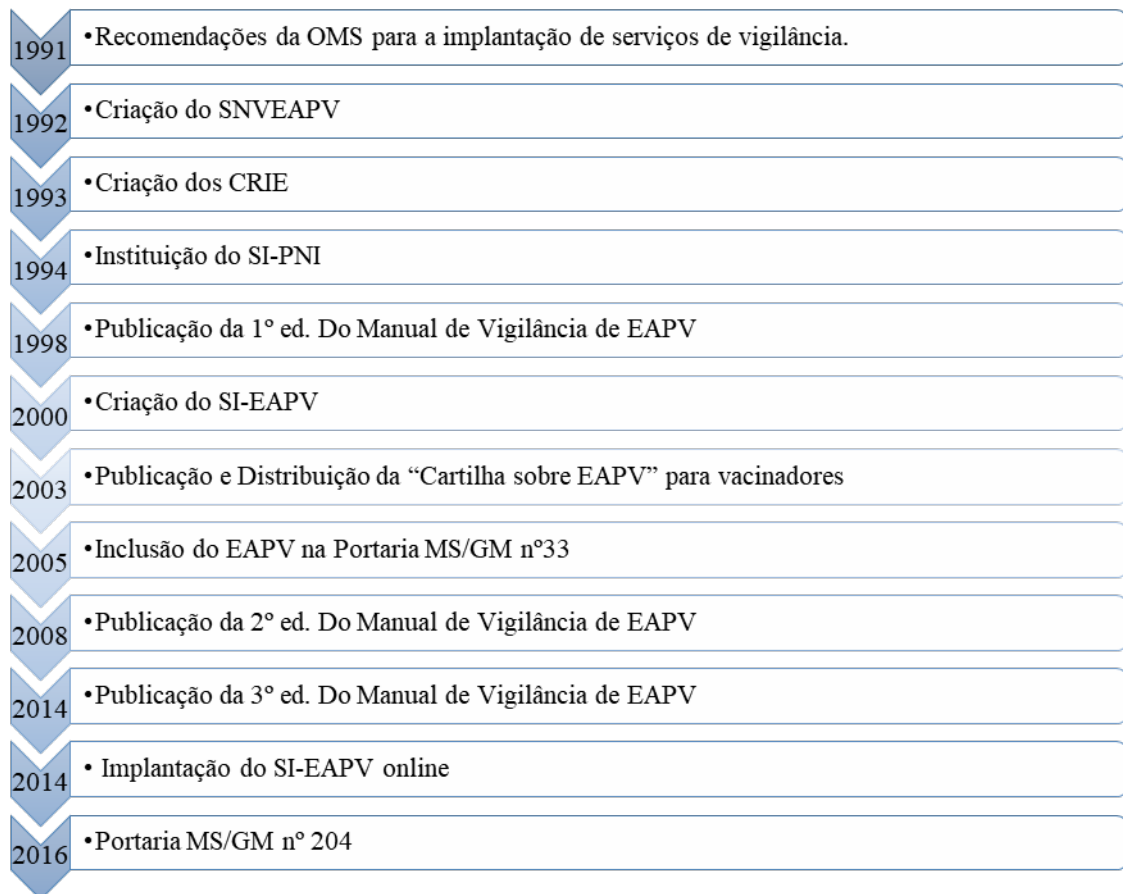 1991 •Recomendações da OMS para a implantação de serviços de vigilância.
1992 •Criação do SNVEAPV
1993 •Criação dos CRIE
1994 •Instituição do SI-PNI
1998 •Publicação da 1º ed. Do Manual de Vigilância de EAPV
2000 •Criação do SI-EAPV
2003 •Publicação e Distribuição da “Cartilha sobre EAPV” para vacinadores
2005 •Inclusão do EAPV na Portaria MS/GM nº33
2008 •Publicação da 2º ed. Do Manual de Vigilância de EAPV
2014 •Publicação da 3º ed. Do Manual de Vigilância de EAPV
2014 • Implantação do SI-EAPV online
2016 •Portaria MS/GM nº 204